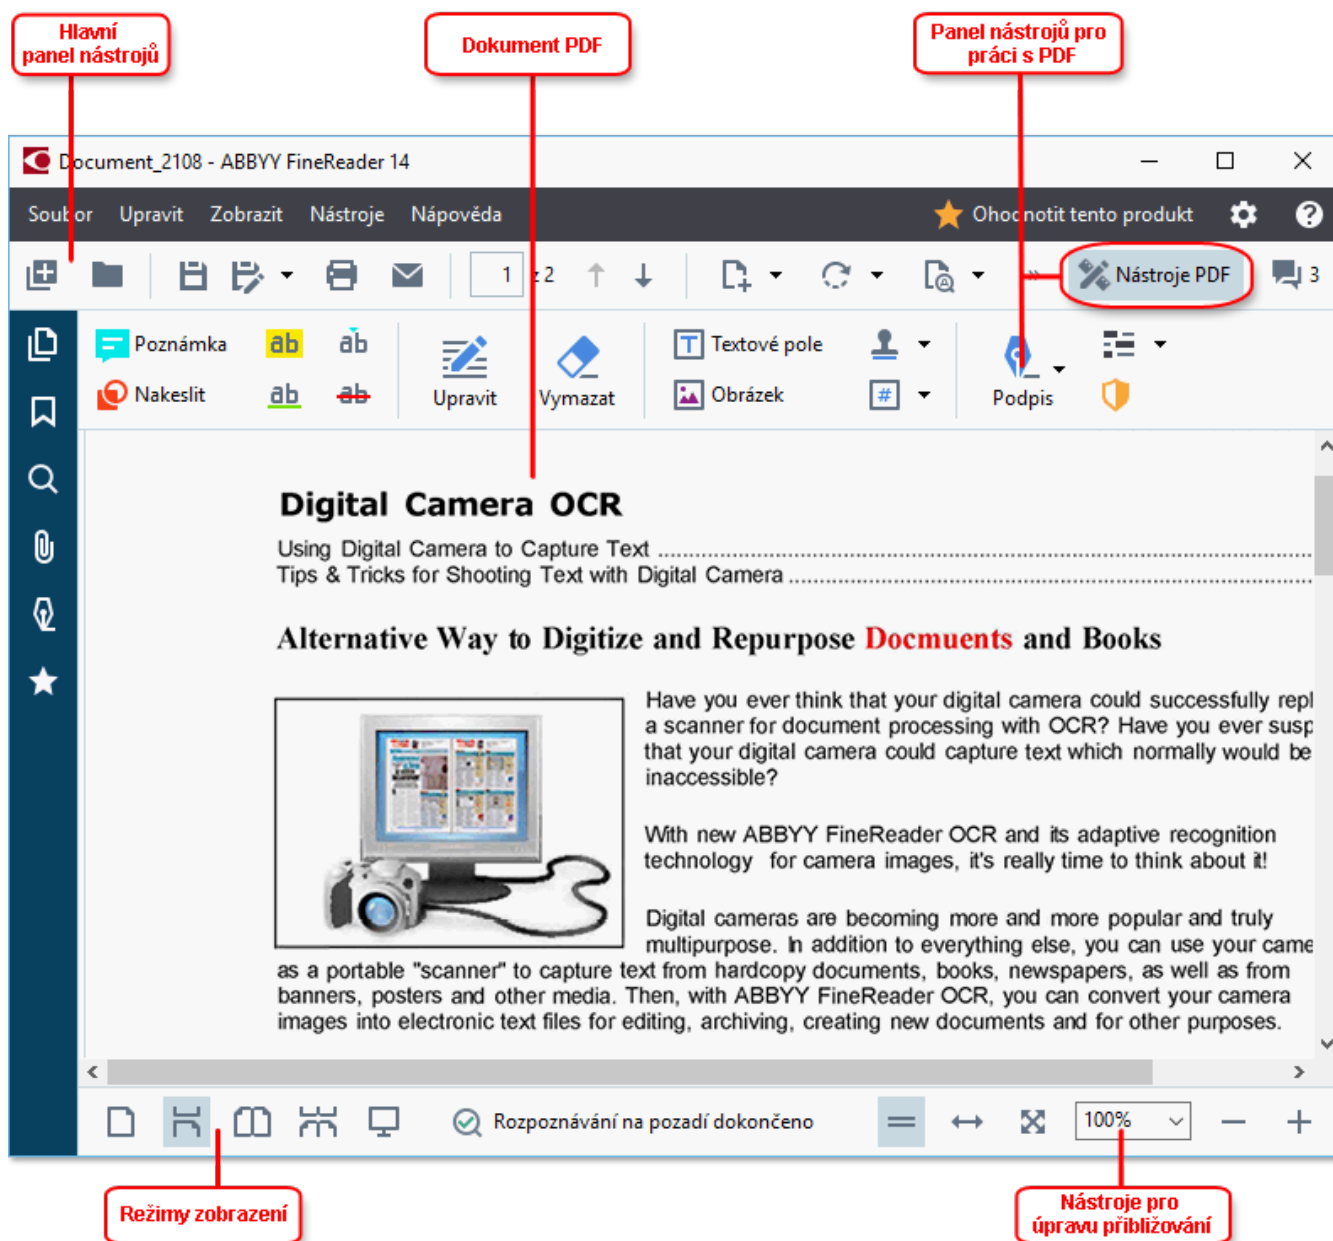 Hlavní
panel nástrojů
Dokument PDF
Panel nástrojů pro
práci s PDF
Document_2108 - ABBYY FineReader 14
Soubor Upravit Zobrazit Nástroje Nápověda Ohodnotit tento produkt
1 z 2 Nástroje PDF 3
Poznámka ab ab Textové pole
Nakreslit ab ab Upravit Vymazat Obrázek # Podpis
Digital Camera OCR
Using Digital Camera to Capture Text ........................................................................
Tips & Tricks for Shooting Text with Digital Camera ........................................................................
Alternative Way to Digitize and Repurpose Docmuents and Books
Have you ever think that your digital camera could successfully repl
a scanner for document processing with OCR? Have you ever susp
that your digital camera could capture text which normally would be
inaccessible?
With new ABBYY FineReader OCR and its adaptive recognition
technology for camera images, it's really time to think about it!
Digital cameras are becoming more and more popular and truly
multipurpose. In addition to everything else, you can use your came
as a portable "scanner" to capture text from hardcopy documents, books, newspapers, as well as from
banners, posters and other media. Then, with ABBYY FineReader OCR, you can convert your camera
images into electronic text files for editing, archiving, creating new documents and for other purposes.
Rozpoznávání na pozadí dokončeno 100%
Režimy zobrazení
Nástroje pro
úpravu přibližování